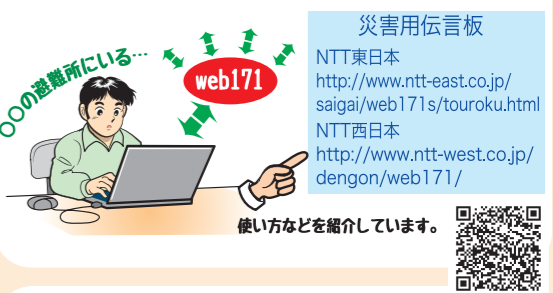 ○○の避難所にいる…
web171
災害用伝言板
NTT東日本
http://www.ntt-east.co.jp/
saigai/web171s/touroku.html
NTT西日本
http://www.ntt-west.co.jp/
dengon/web171/
使い方などを紹介しています。